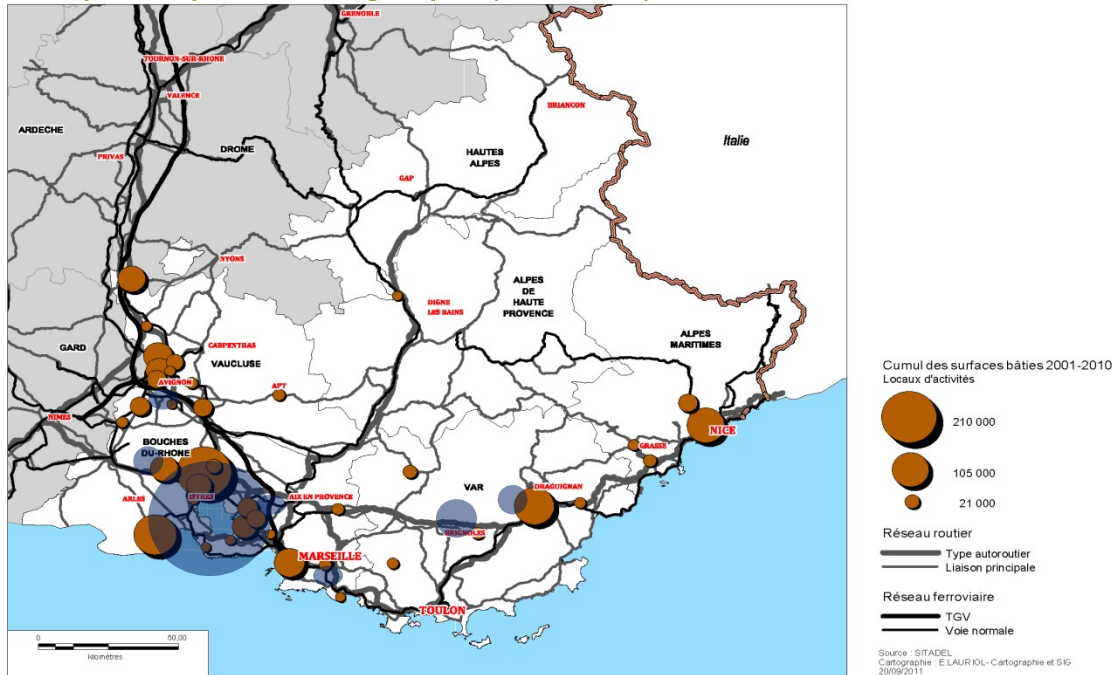 GRENOBLE
TOURNON-SUR-RHONE
VALENCE
BRIANCON
ARDECHE
Italie
DROME
HAUTES
ALPES
PRIVAS
GAP
NYONS
ALPES
DE
HAUTE
PROVENCE
DIGNE
LES BAINS
ALPES
MARITIMES
GARD
CARPENTRAS
VAUCLUSE
AVIGNON
APT
NIMES
NICE
BOUCHES
DU-RHONE
GRASSE
VAR
DRAGUIGNAN
ARLES
ISTRES
AIX EN PROVENCE
BRIGNOLES
MARSEILLE
TOULON
0
50,00
kilomètres
Cumul des surfaces bâties 2001-2010
Locaux d'activités
210 000
105 000
21 000
Réseau routier
Type autoroutier
Liaison principale
Réseau ferroviaire
TGV
Voie normale
Source : SITADEL
Cartographie : E.LAURIOL- Cartographie et SIG
20/09/2011